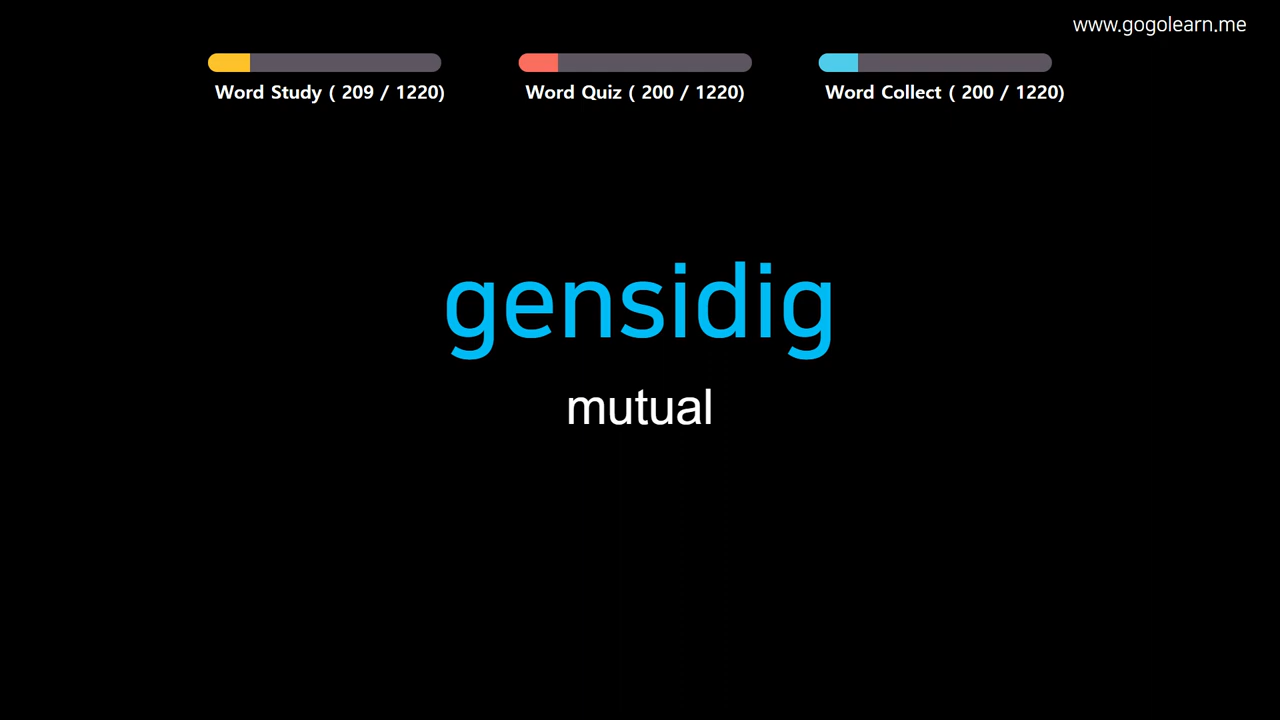 www.gogolearn.me
Word Study ( 209 / 1220)
Word Quiz ( 200 / 1220)
Word Collect ( 200 / 1220)
gensidig
mutual